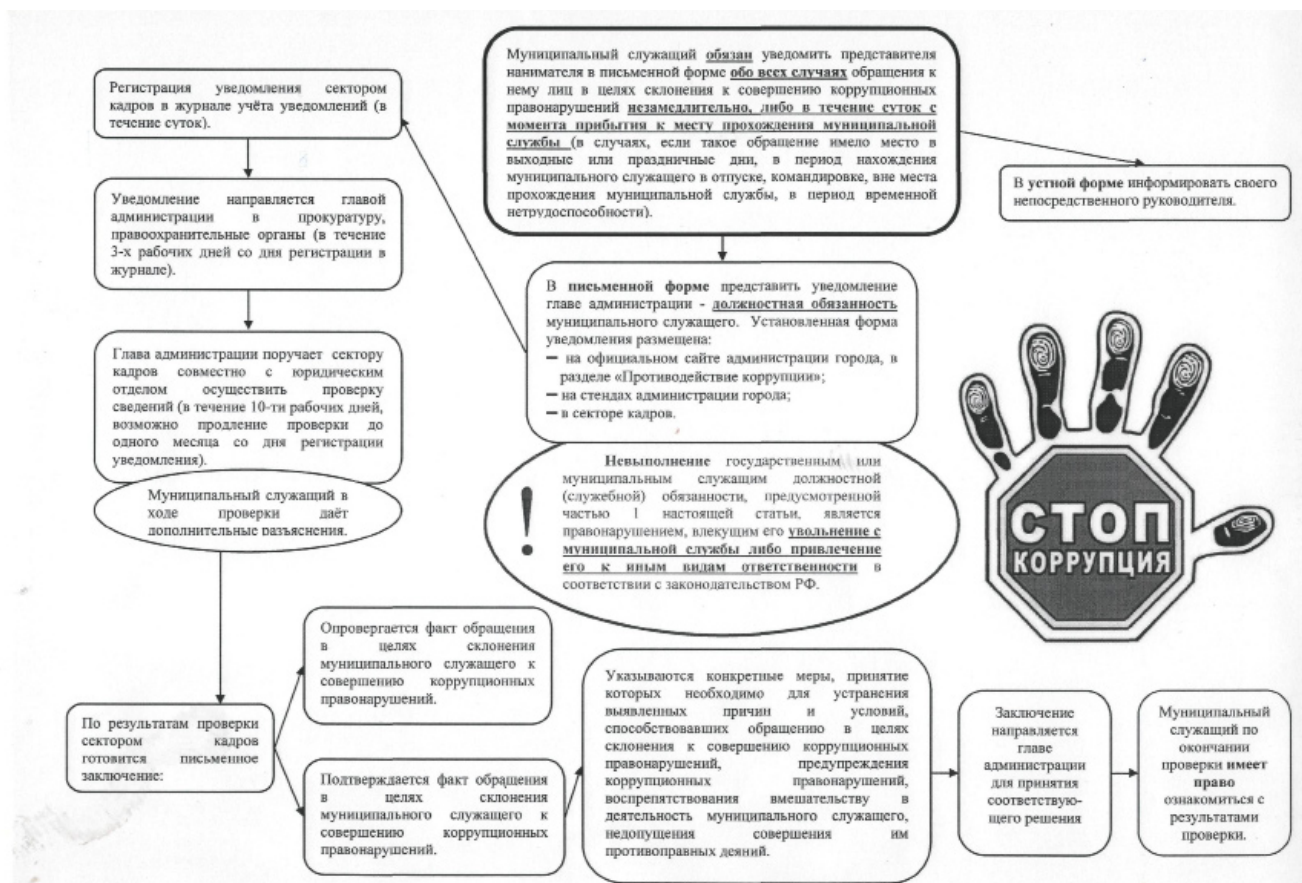 Муниципальный служащий обязан уведомить представителя
нанимателя в письменной форме обо всех случаях обращения к
нему лиц в целях склонения к совершению коррупционных
правонарушений незамедлительно, либо в течение суток с
момента прибытия к месту прохождения муниципальной
службы (в случаях, если такое обращение имело место в
выходные или праздничные дни, в период нахождения
муниципального служащего в отпуске, командировке, вне места
прохождения муниципальной службы, в период временной
нетрудоспособности).
В устной форме информировать своего
непосредственного руководителя.
В письменной форме представить уведомление
главе администрации - должностная обязанность
муниципального служащего. Установленная форма
уведомления размещена:
– на официальном сайте администрации города, в
разделе «Противодействие коррупции»;
– на стендах администрации города;
– в секторе кадров.
! Невыполнение государственным или
муниципальным служащим должностной
(служебной) обязанности, предусмотренной
частью 1 настоящей статьи, является
правонарушением, влекущим его увольнение с
муниципальной службы либо привлечение
его к иным видам ответственности в
соответствии с законодательством РФ.
Регистрация уведомления сектором
кадров в журнале учёта уведомлений (в
течение суток).
Уведомление направляется главой
администрации в прокуратуру,
правоохранительные органы (в течение
3-х рабочих дней со дня регистрации в
журнале).
Глава администрации поручает сектору
кадров совместно с юридическим
отделом осуществить проверку
сведений (в течение 10-ти рабочих дней,
возможно продление проверки до
одного месяца со дня регистрации
уведомления).
Муниципальный служащий в
ходе проверки даёт
дополнительные разъяснения.
По результатам проверки
сектором кадров
готовится письменное
заключение:
Опровергается факт обращения
в целях склонения
муниципального служащего к
совершению коррупционных
правонарушений.
Подтверждается факт обращения
в целях склонения
муниципального служащего к
совершению коррупционных
правонарушений.
Указываются конкретные меры, принятие
которых необходимо для устранения
выявленных причин и условий,
способствовавших обращению в целях
склонения к совершению коррупционных
правонарушений, предупреждения
коррупционных правонарушений,
воспрепятствования вмешательству в
деятельность муниципального служащего,
недопущения совершения им
противоправных деяний.
Заключение
направляется
главе
администрации
для принятия
соответствую-
щего решения
Муниципальный
служащий по
окончании
проверки имеет
право
ознакомиться с
результатами
проверки.
СТОП
КОРРУПЦИЯ